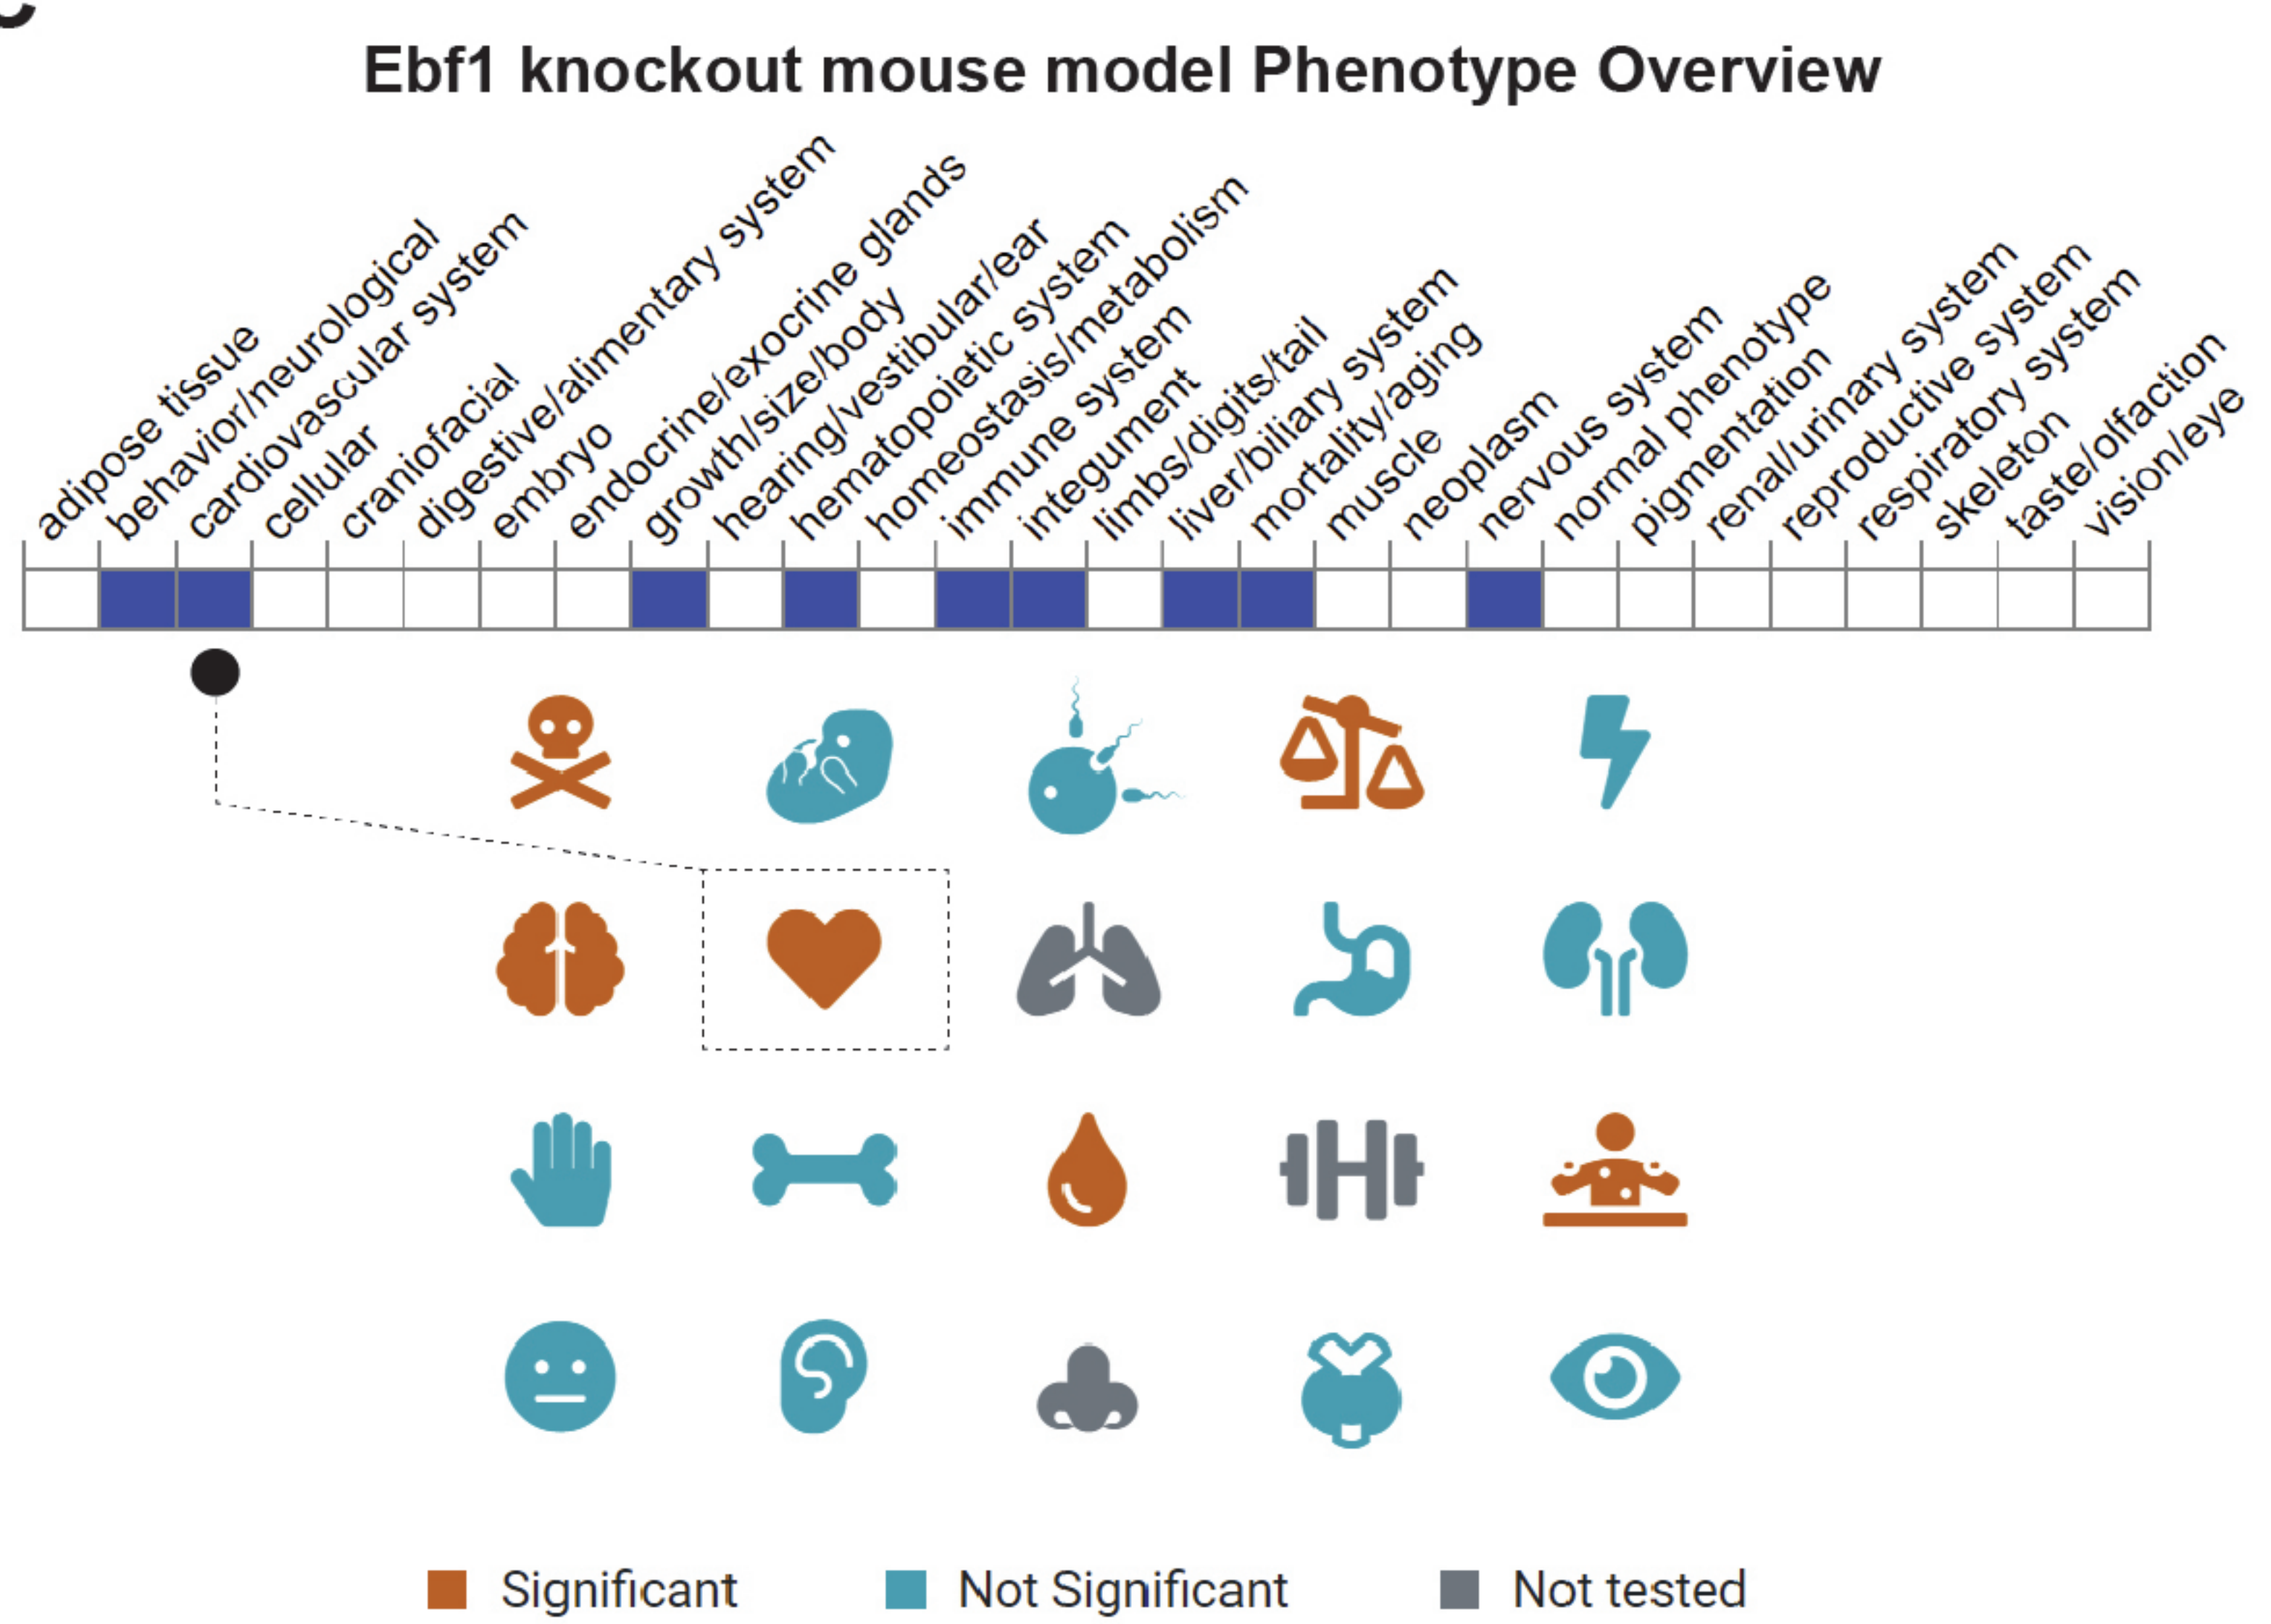 Ebf1 knockout mouse model Phenotype Overview
adipose tissue
behavior/neurological
cardiovascular system
cellular
craniofacial
digestive/alimentary system
embryo
endocrine/exocrine glands
growth/size/body
hearing/vestibular/ear
hematopoietic system
homeostasis/metabolism
immune system
integument
limbs/digits/tail
liver/biliary system
mortality/aging
muscle
neoplasm
nervous system
normal phenotype
pigmentation
renal/urinary system
reproductive system
respiratory system
skeleton
taste/olfaction
vision/eye
Significant
Not Significant
Not tested